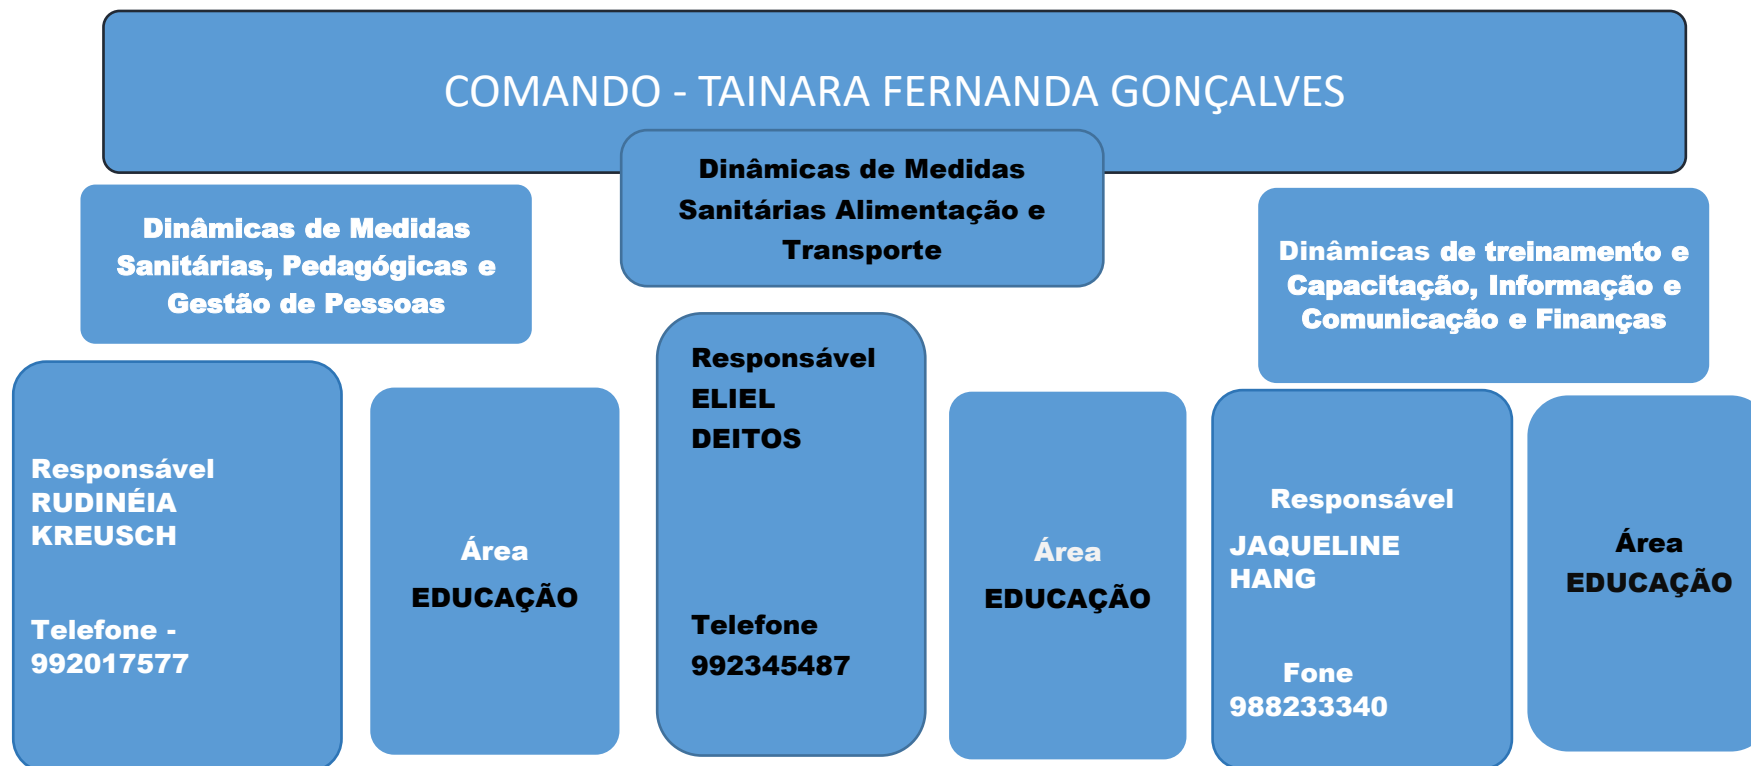 COMANDO - TAINARA FERNANDA GONÇALVES
Dinâmicas de Medidas
Sanitárias, Pedagógicas e
Gestão de Pessoas
Dinâmicas de Medidas
Sanitárias Alimentação e
Transporte
Dinâmicas de treinamento e
Capacitação, Informação e
Comunicação e Finanças
Responsável
RUDINÉIA
KREUSCH
Telefone -
992017577
Área
EDUCAÇÃO
Responsável
ELIEL
DEITOS
Telefone
992345487
Área
EDUCAÇÃO
Responsável
JAQUELINE
HANG
Fone
988233340
Área
EDUCAÇÃO